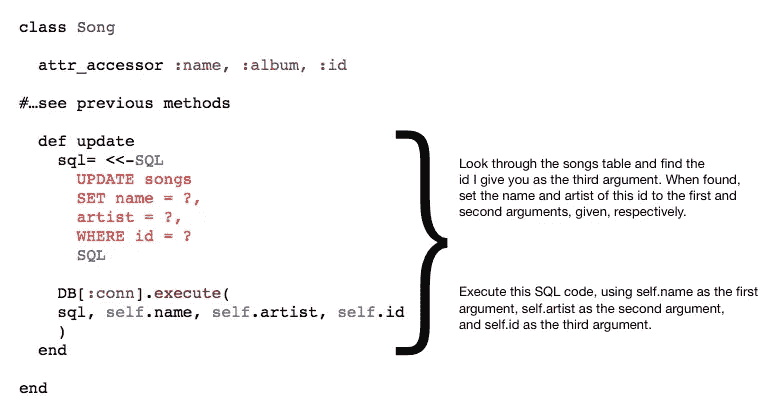 class Song
attr_accessor :name, :album, :id
#…see previous methods
def update
sql= <<-SQL
UPDATE songs
SET name = ?,
artist = ?,
WHERE id = ?
SQL
DB[:conn].execute(
sql, self.name, self.artist, self.id
)
end
end
Look through the songs table and find the
id I give you as the third argument. When found,
set the name and artist of this id to the first and
second arguments, given, respectively.
Execute this SQL code, using self.name as the first
argument, self.artist as the second argument,
and self.id as the third argument.